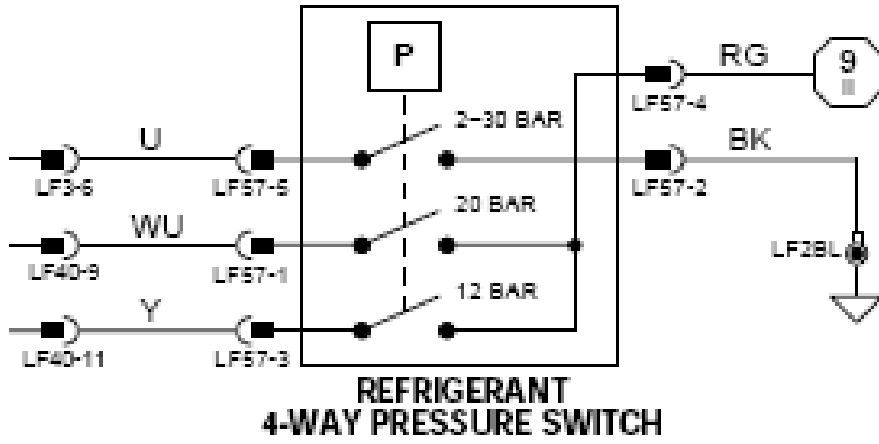 P
RG
9
II
LF57-4
2–30 BAR
U
BK
LF3-6
LF57-5
LF57-2
20 BAR
WU
LF2BL
LF40-9
LF57-1
12 BAR
Y
LF40-11
LF57-3
REFRIGERANT
4-WAY PRESSURE SWITCH